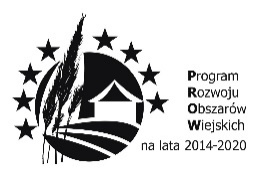 Program
Rozwoju
Obszarów
Wiejskich
na lata 2014-2020